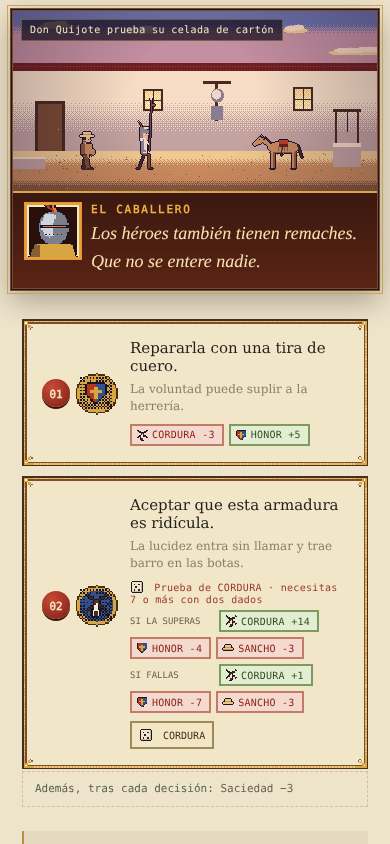 Don Quijote prueba su celada de cartón
EL CABALLERO
Los héroes también tienen remaches.
Que no se entere nadie.
01
Repararla con una tira de
cuero.
La voluntad puede suplir a la
herrería.
CORDURA -3
HONOR +5
02
Aceptar que esta armadura
es ridícula.
La lucidez entra sin llamar y trae
barro en las botas.
Prueba de CORDURA · necesitas
7 o más con dos dados
SI LA SUPERAS
CORDURA +14
HONOR -4
SANCHO -3
SI FALLAS
CORDURA +1
HONOR -7
SANCHO -3
CORDURA
Además, tras cada decisión: Saciedad −3